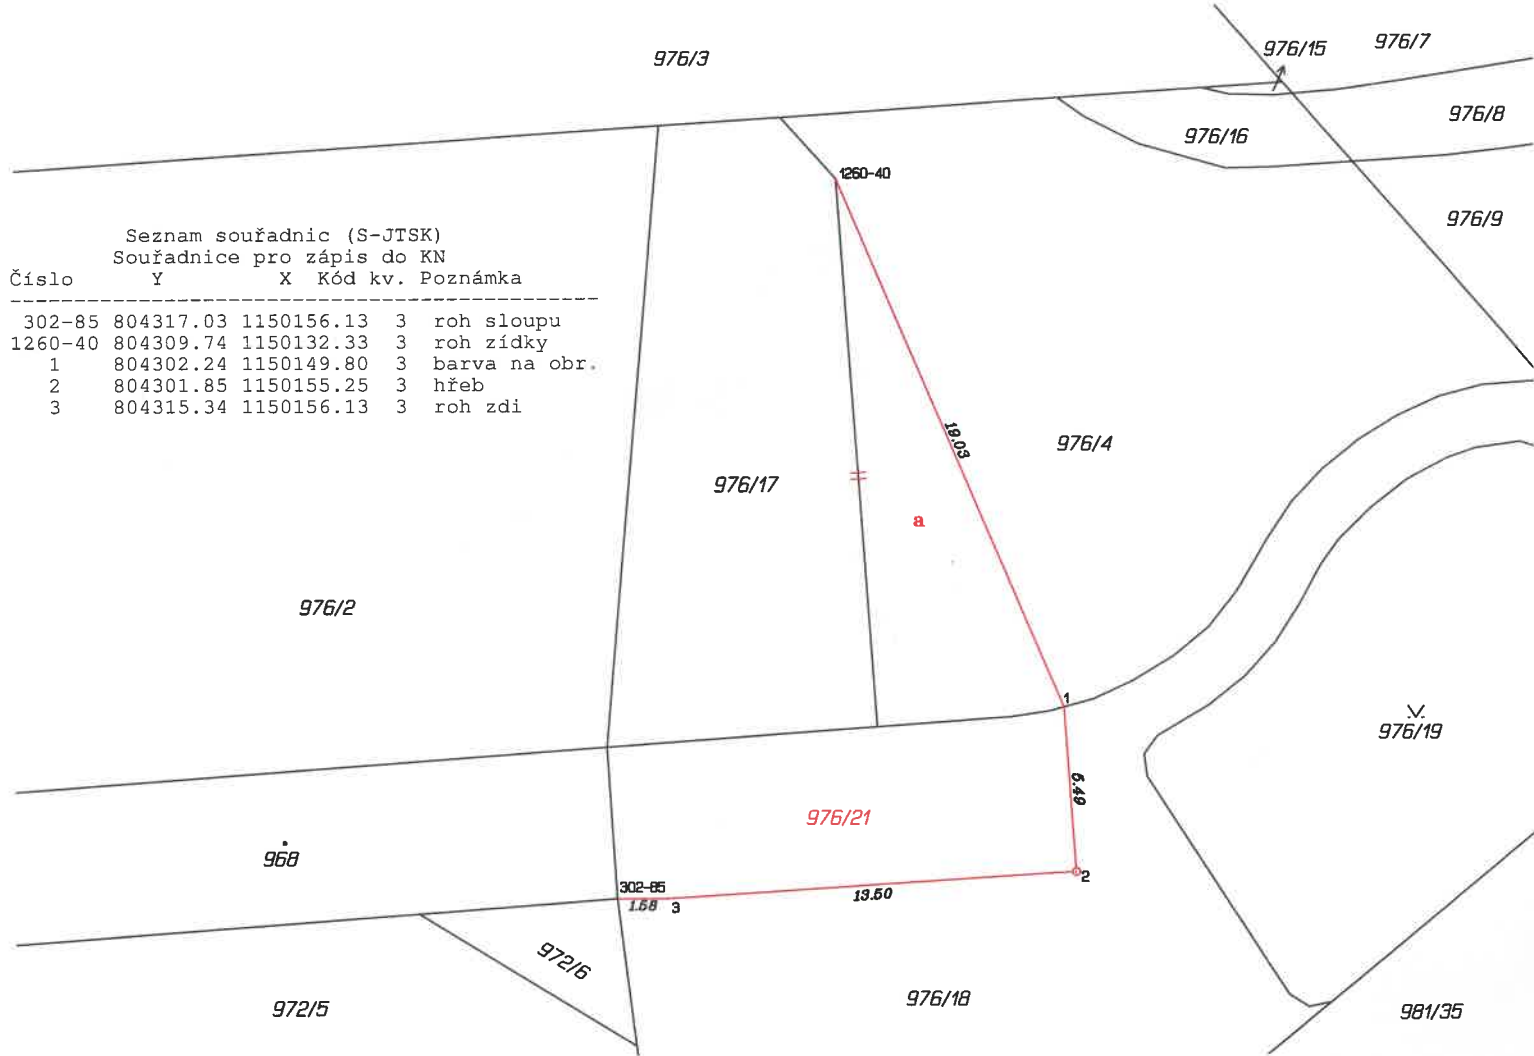 976/3
976/15
976/7
976/8
976/16
976/9
1260-40
Seznam souřadnic (S-JTSK)
Souřadnice pro zápis do KN
Číslo Y X Kód kv. Poznámka
302-85 804317.03 1150156.13 3 roh sloupu
1260-40 804309.74 1150132.33 3 roh zídky
1 804302.24 1150149.80 3 barva na obr.
2 804301.85 1150155.25 3 hřeb
3 804315.34 1150156.13 3 roh zdi
19.03
976/4
976/17
a
976/2
1
976/19
5.49
976/21
968
2
302-85
1.58
3
13.50
972/6
972/5
976/18
981/35